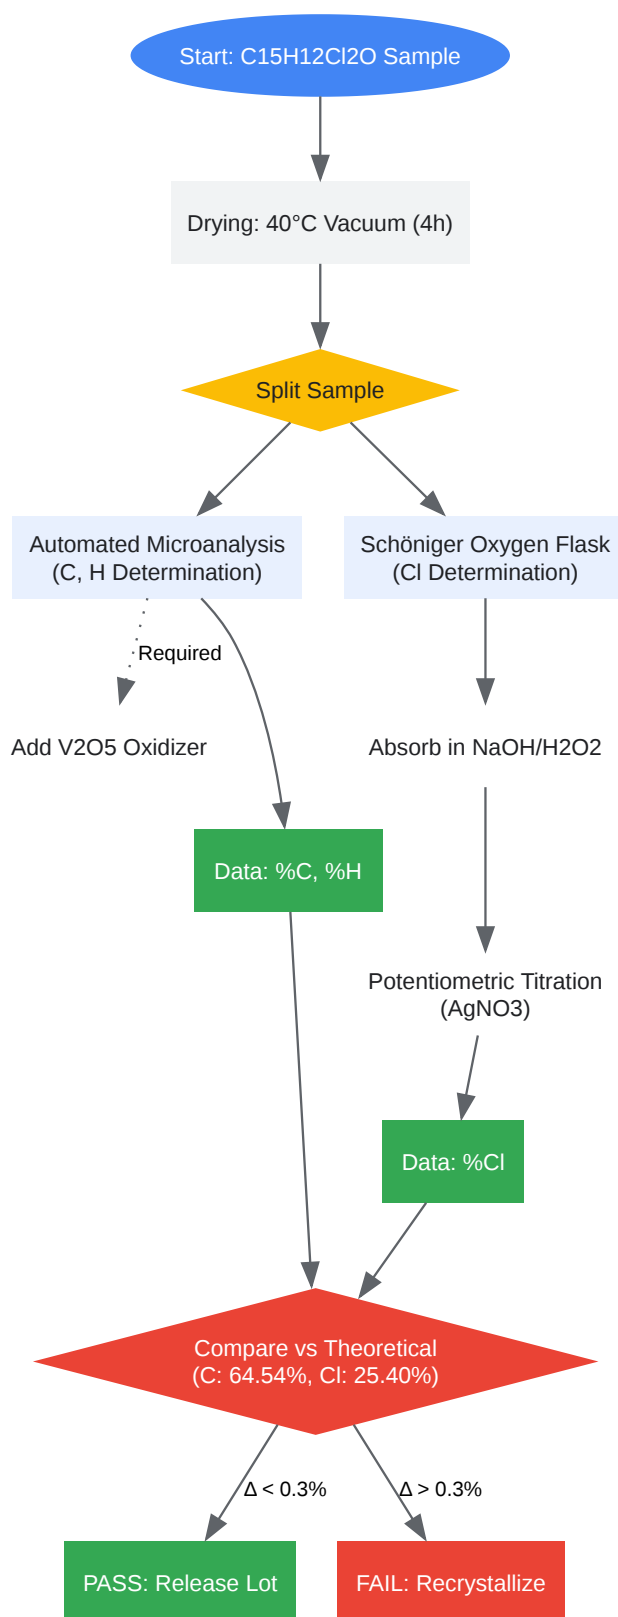 Start: C15H12Cl2O Sample
Drying: 40°C Vacuum (4h)
Split Sample
Automated Microanalysis
(C, H Determination)
Schöniger Oxygen Flask
(Cl Determination)
Required
Add V2O5 Oxidizer
Absorb in NaOH/H2O2
Data: %C, %H
Potentiometric Titration
(AgNO3)
Data: %Cl
Compare vs Theoretical
(C: 64.54%, Cl: 25.40%)
Δ < 0.3%
Δ > 0.3%
PASS: Release Lot
FAIL: Recrystallize